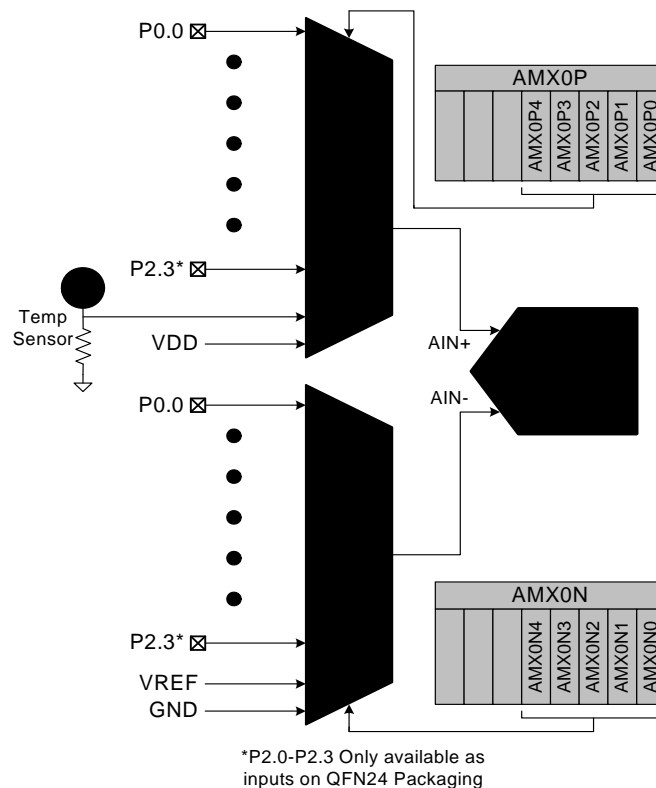 P0.0
AMX0P
AMX0P4
AMX0P3
AMX0P2
AMX0P1
AMX0P0
P2.3*
Temp
Sensor
VDD
AIN+
P0.0
AIN-
AMX0N
AMX0N4
AMX0N3
AMX0N2
AMX0N1
AMX0N0
P2.3*
VREF
GND
*P2.0-P2.3 Only available as
inputs on QFN24 Packaging